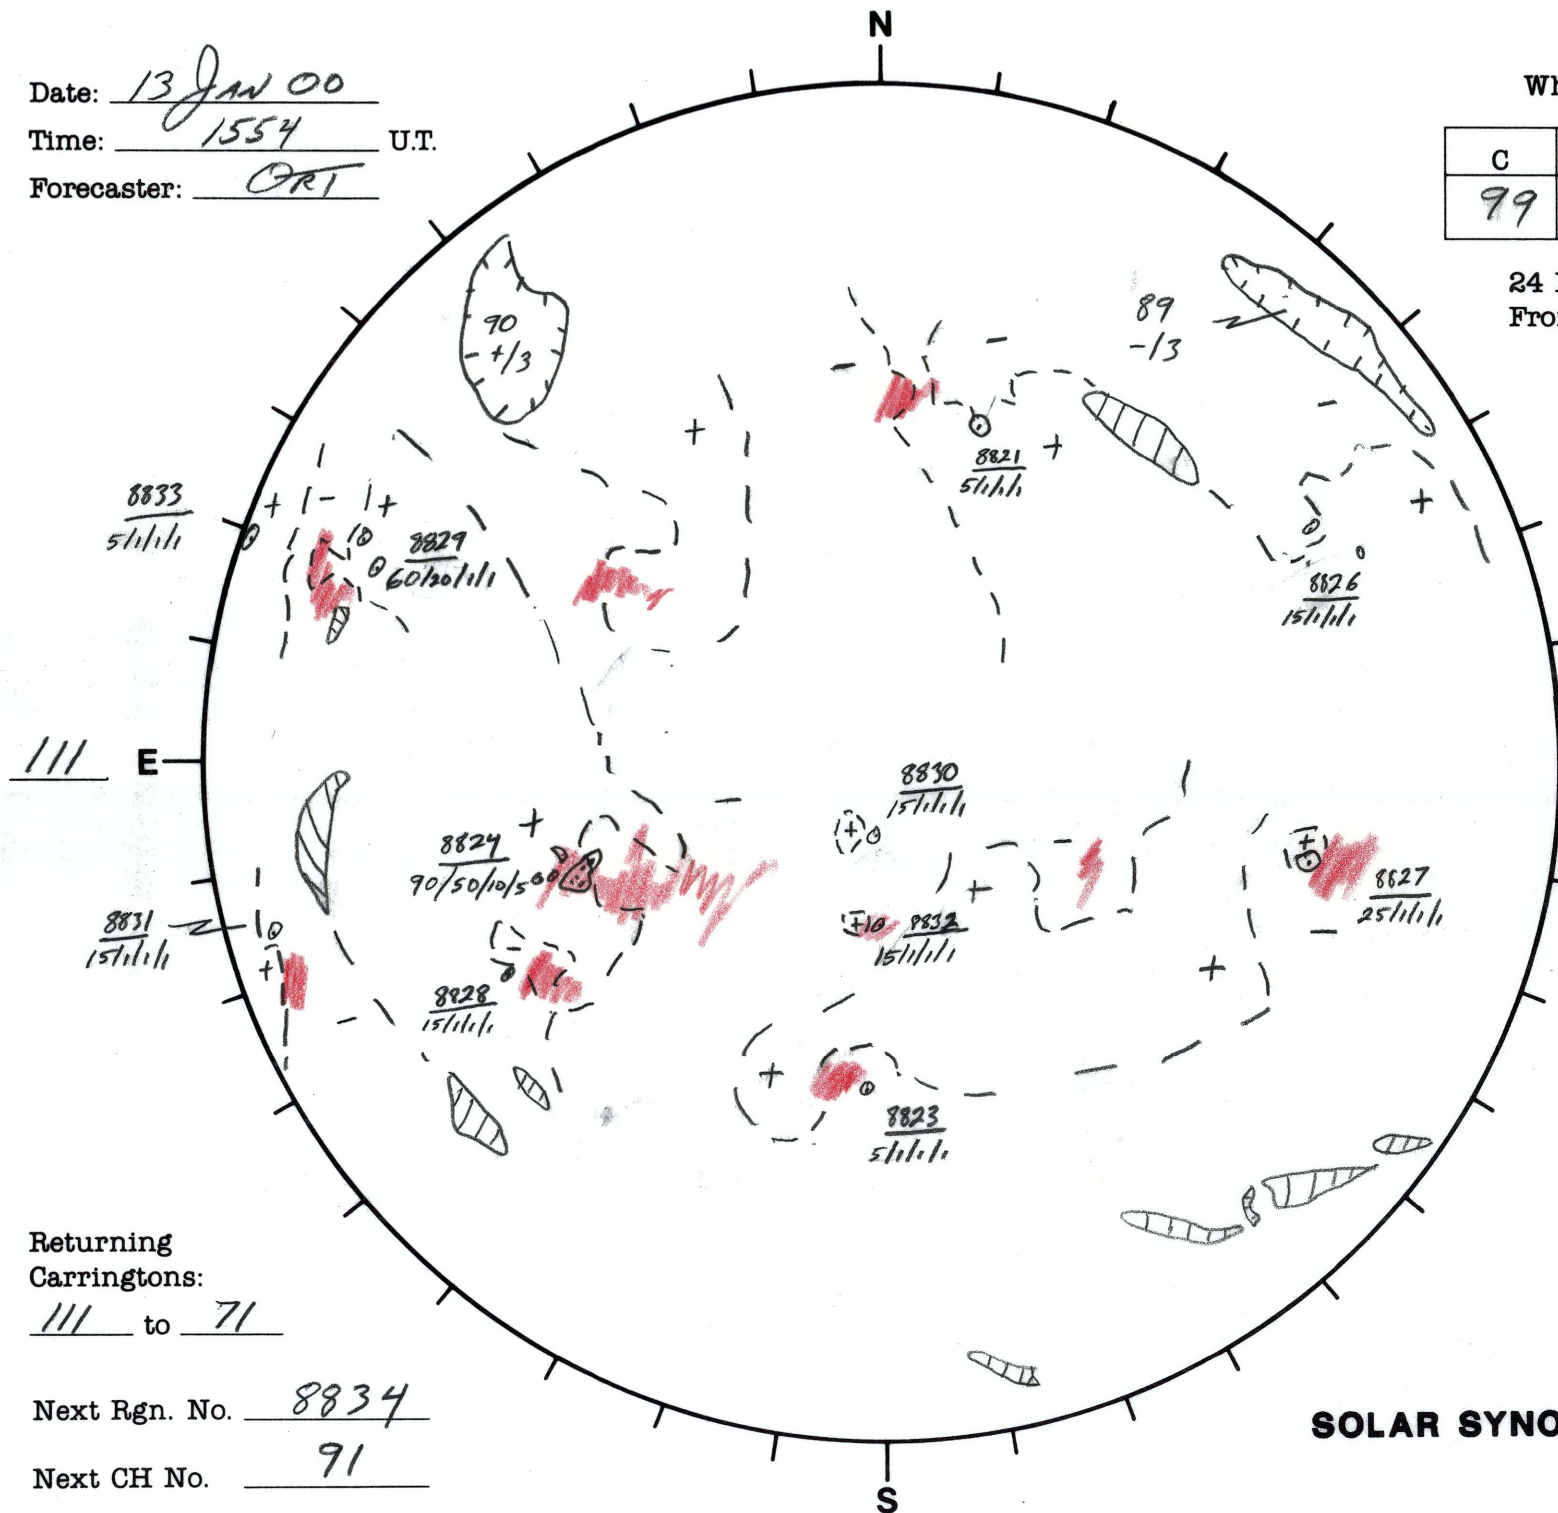 N
Date: 13 JAN 00
Time: 1554 U.T.
Forecaster: ORT
Wh
C
99
24 H
Fro
90
+/3
89
-/3
8821
5/1/1/1
8833
5/1/1/1
8829
60/20/1/1
8826
15/1/1/1
111 E
8830
15/1/1/1
8824
90/50/10/5
8827
25/1/1/1
8831
15/1/1/1
8832
15/1/1/1
8828
15/1/1/1
8823
5/1/1/1
Returning
Carringtons:
111 to 71
Next Rgn. No. 8834
Next CH No. 91
SOLAR SYNO
S